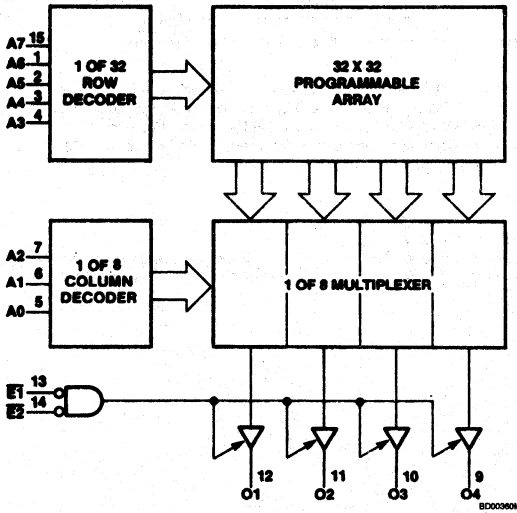 A7 15
A6 1
A5 2
A4 3
A3 4
1 OF 32
ROW
DECODER
32 X 32
PROGRAMMABLE
ARRAY
A2 7
A1 6
A0 5
1 OF 8
COLUMN
DECODER
1 OF 8 MULTIPLEXER
E1 13
E2 14
12
11
10
9
O1
O2
O3
O4
BD00360M